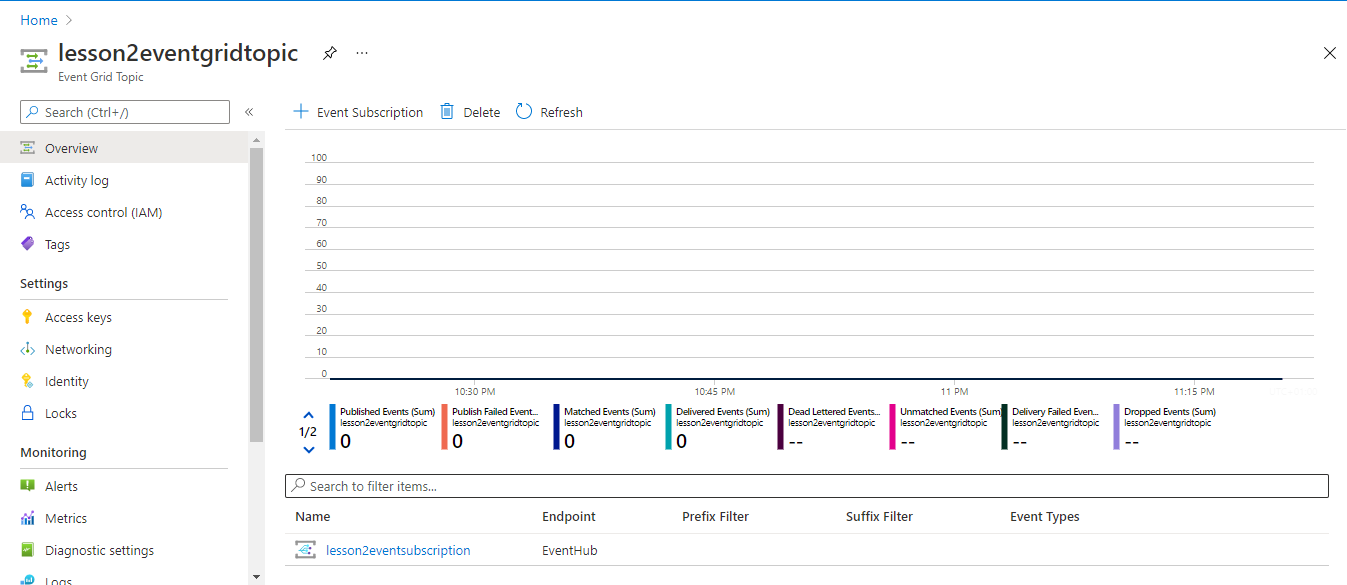 Home
lesson2eventgridtopic
Event Grid Topic
Search (Ctrl+/)
Overview
Activity log
Access control (IAM)
Tags
Settings
Access keys
Networking
Identity
Locks
Monitoring
Alerts
Metrics
Diagnostic settings
Logs
Event Subscription Delete Refresh
100
90
80
70
60
50
40
30
20
10
0
10:30 PM 10:45 PM 11 PM 11:15 PM
1/2
Published Events (Sum)
lesson2eventgridtopic
0
Publish Failed Event...
lesson2eventgridtopic
0
Matched Events (Sum)
lesson2eventgridtopic
0
Delivered Events (Sum)
lesson2eventgridtopic
0
Dead Lettered Events...
lesson2eventgridtopic
--
Unmatched Events (Sum)
lesson2eventgridtopic
--
Delivery Failed Even...
lesson2eventgridtopic
--
Dropped Events (Sum)
lesson2eventgridtopic
--
Search to filter items...
Name Endpoint Prefix Filter Suffix Filter Event Types
lesson2eventsubscription EventHub